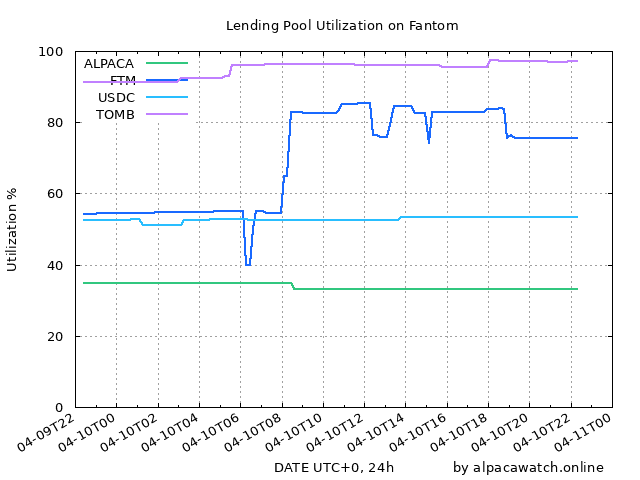 Lending Pool Utilization on Fantom
Utilization %
100
80
60
40
20
0
ALPACA
FTM
USDC
TOMB
04-09T22
04-10T00
04-10T02
04-10T04
04-10T06
04-10T08
04-10T10
04-10T12
04-10T14
04-10T16
04-10T18
04-10T20
04-10T22
04-11T00
DATE UTC+0, 24h
by alpacawatch.online